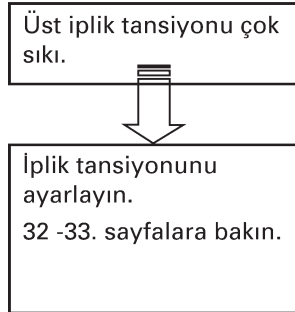 Üst iplik tansiyonu çok
sıkı.
İplik tansiyonunu
ayarlayın.
32 -33. sayfalara bakın.